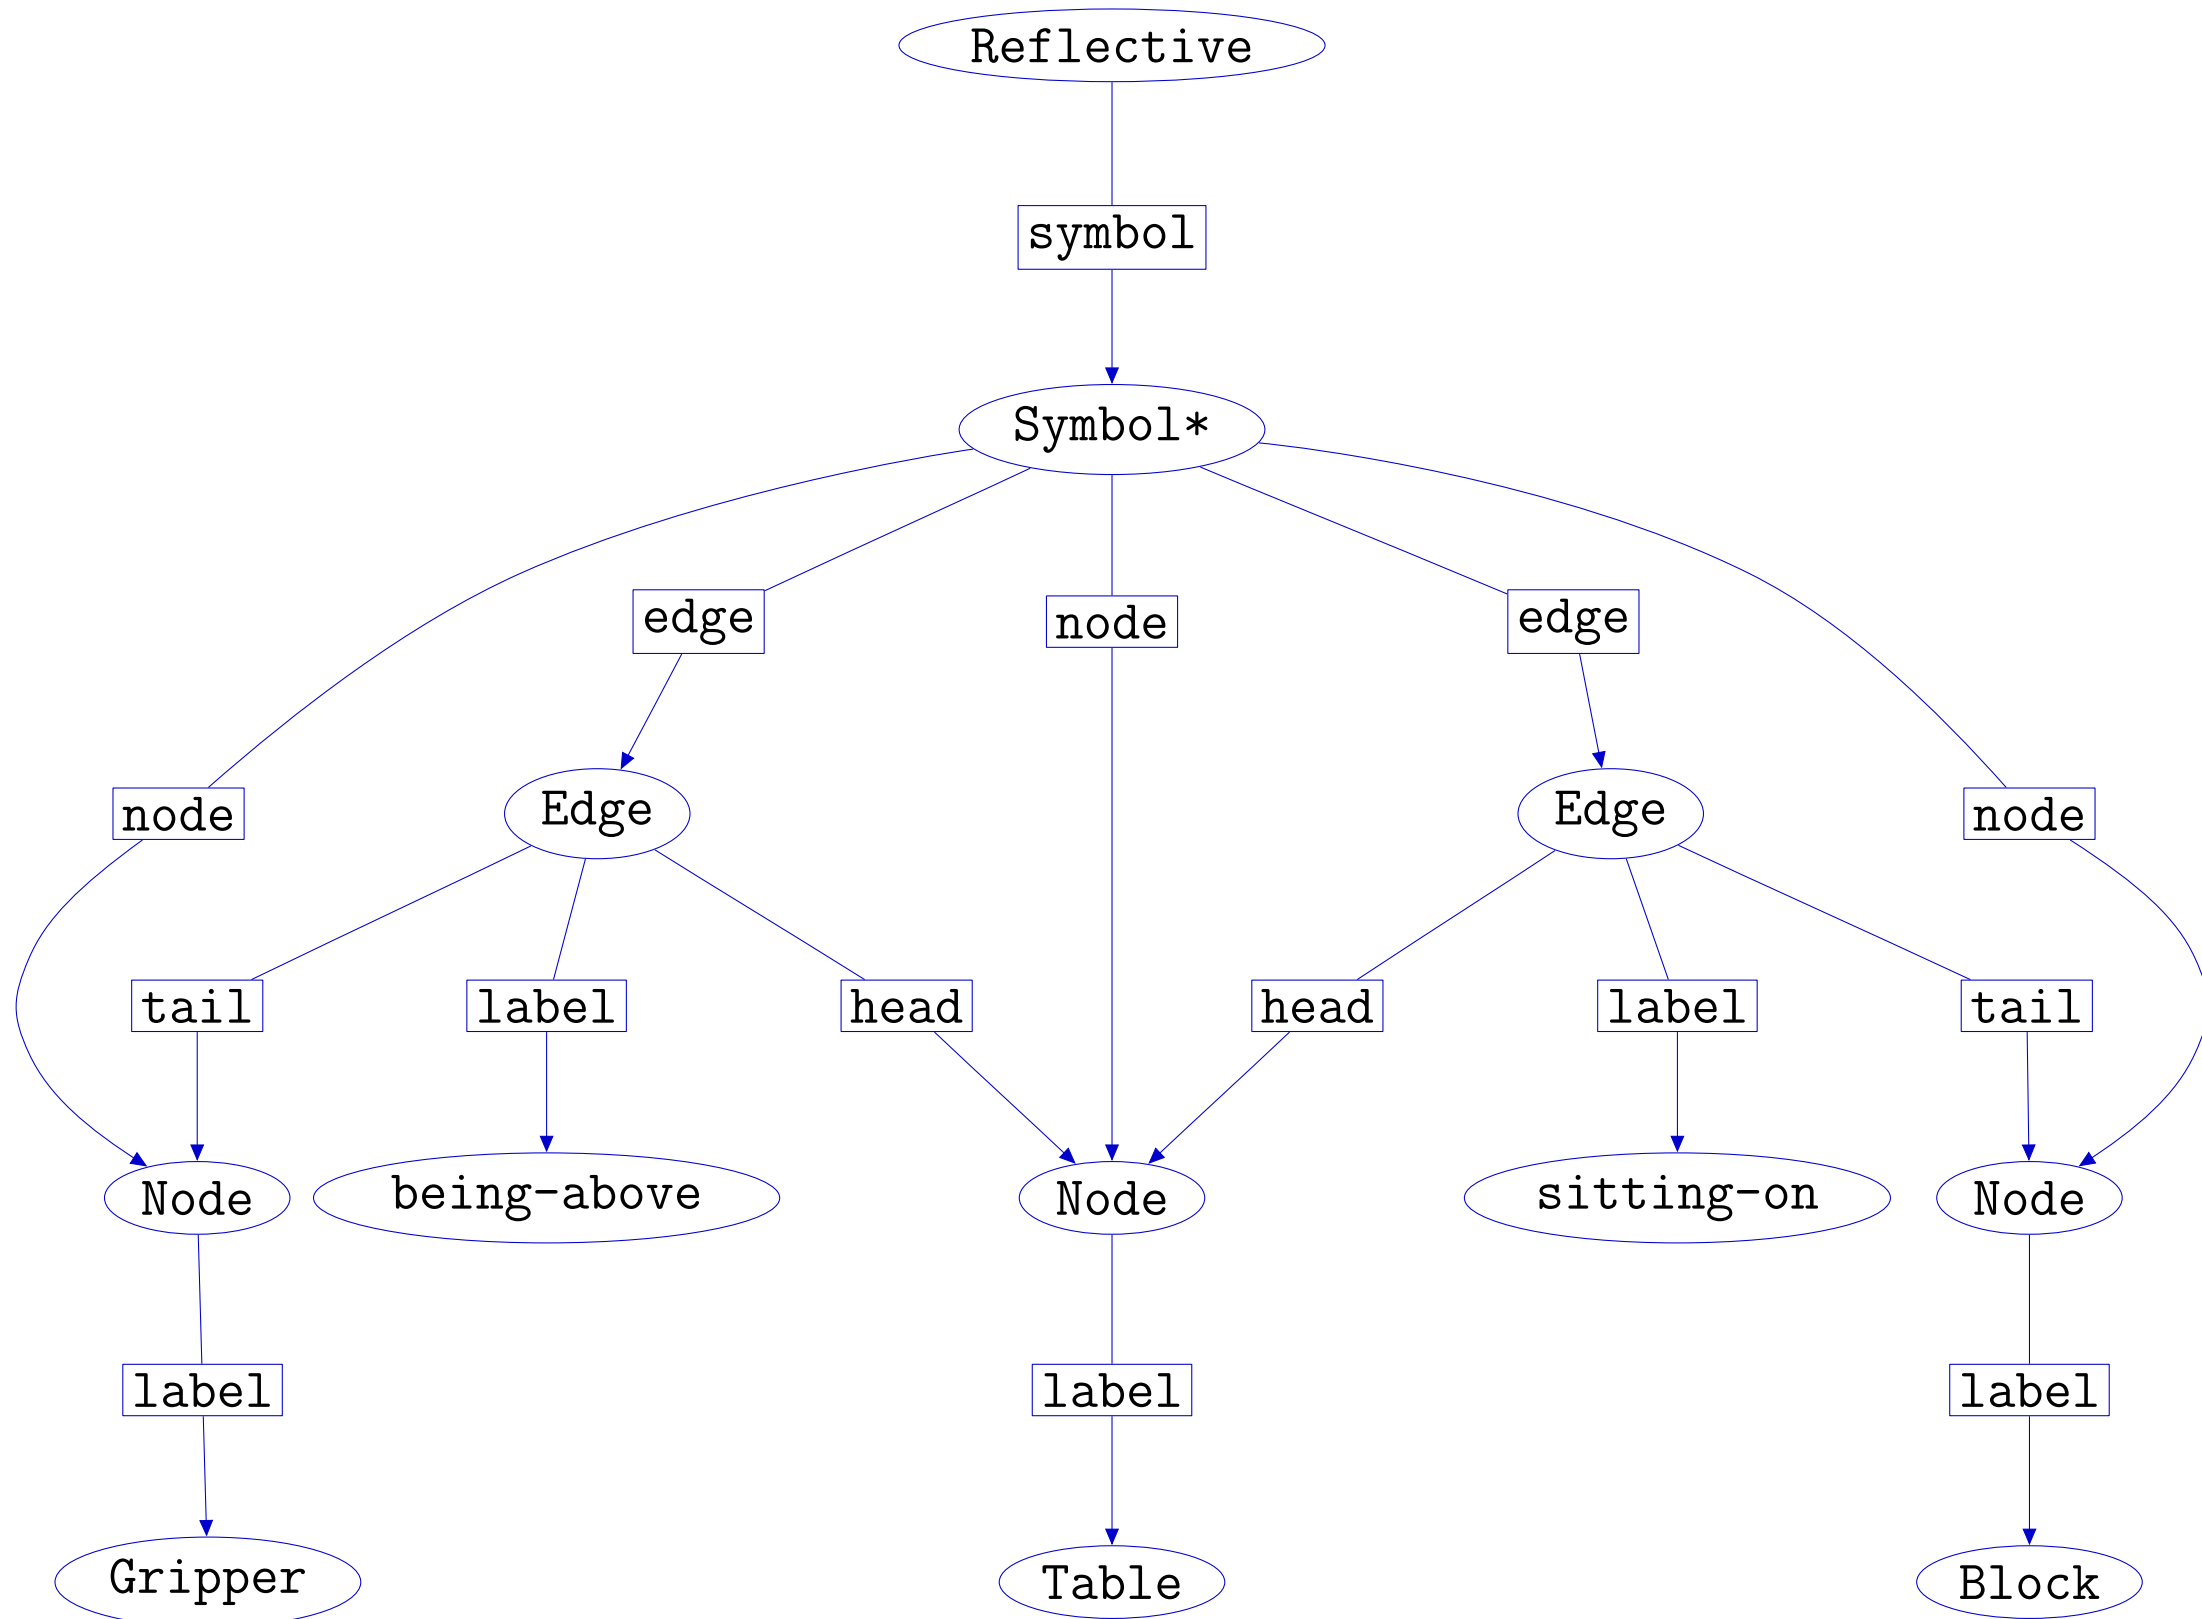 Reflective
symbol
Symbol*
edge
node
edge
node
Edge
Edge
node
tail
label
head
head
label
tail
Node
being-above
Node
sitting-on
Node
label
label
label
Gripper
Table
Block